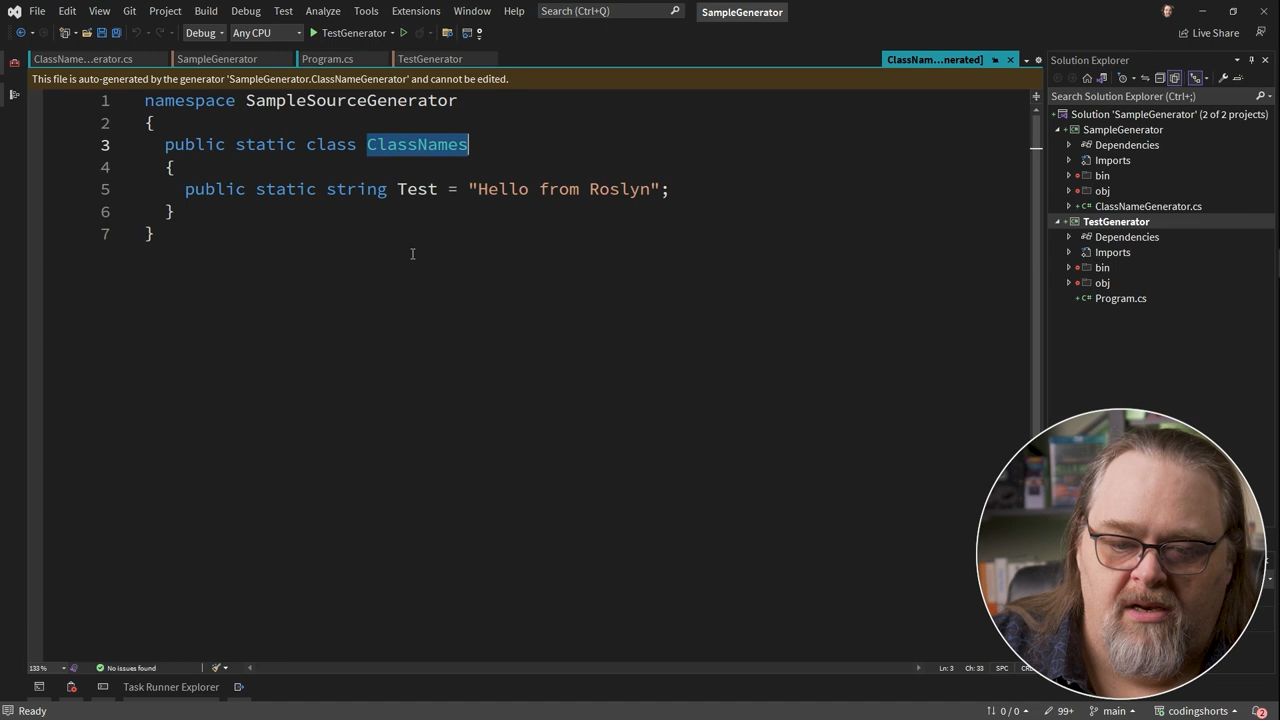 File Edit View Git Project Build Debug Test Analyze Tools Extensions Window Help Search (Ctrl+Q) SampleGenerator
Debug Any CPU TestGenerator Live Share
ClassName...erator.cs SampleGenerator Program.cs TestGenerator ClassNam...nerated]
This file is auto-generated by the generator 'SampleGenerator.ClassNameGenerator' and cannot be edited.
1 namespace SampleSourceGenerator
2 {
3 public static class ClassNames
4 {
5 public static string Test = "Hello from Roslyn";
6 }
7 }
Solution Explorer
Search Solution Explorer (Ctrl+;)
Solution 'SampleGenerator' (2 of 2 projects)
SampleGenerator
Dependencies
Imports
bin
obj
C# ClassNameGenerator.cs
TestGenerator
Dependencies
Imports
bin
obj
C# Program.cs
133 % No issues found Ln: 3 Ch: 33 SPC
Task Runner Explorer
Ready 0 / 0 99+ main codingshorts 2